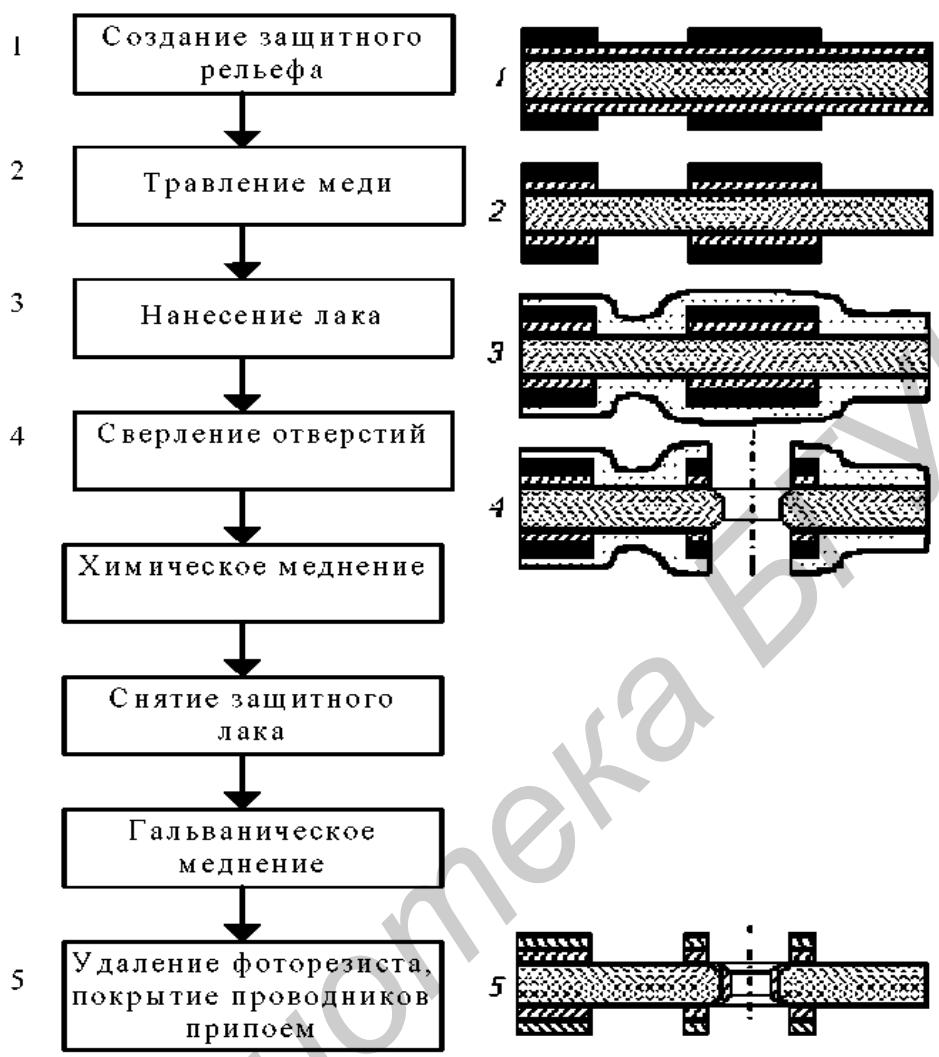 1
Создание защитного
рельефа
1
2
Травление меди
2
3
Нанесение лака
3
4
Сверление отверстий
4
Химическое меднение
Снятие защитного
лака
Гальваническое
меднение
5
Удаление фоторезиста,
покрытие проводников
припоем
5